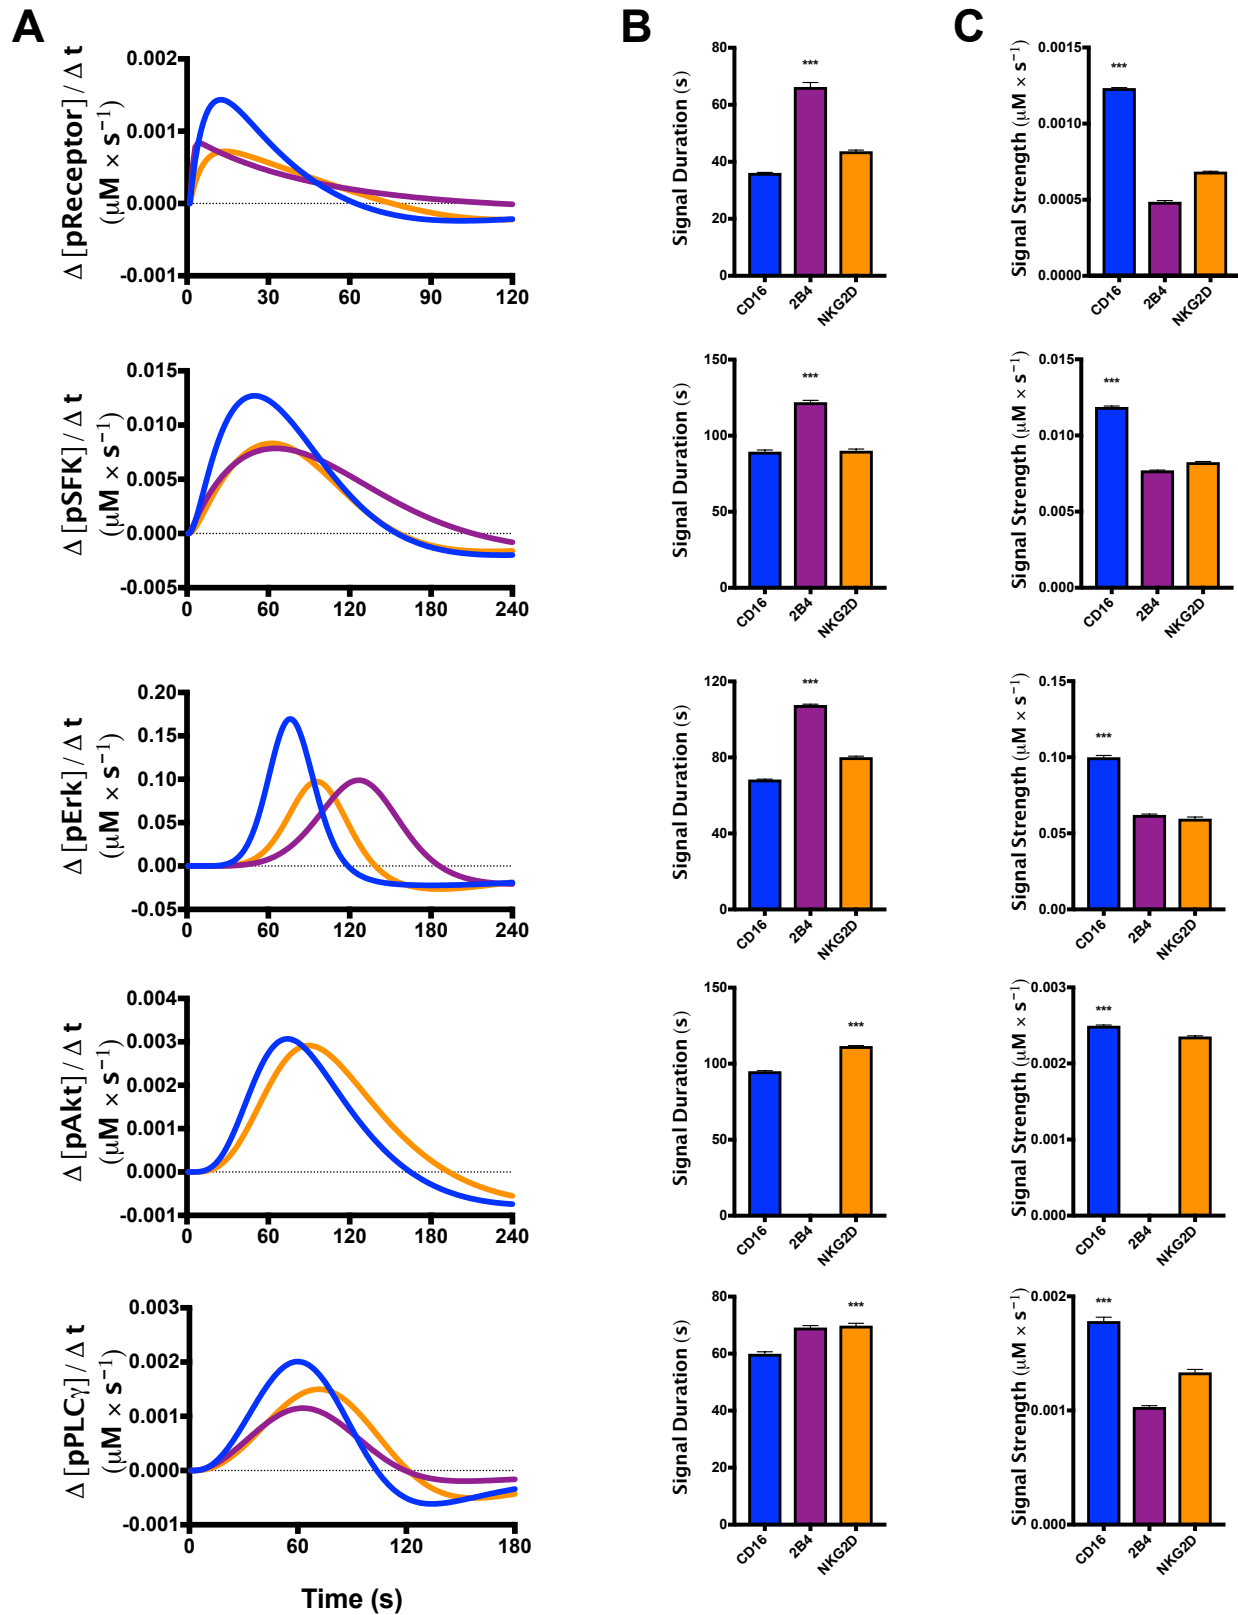 A
B
C
Δ [pReceptor] / Δ t
(μM × s⁻¹)
0.002
0.001
0.000
-0.001
0 30 60 90 120
Signal Duration (s)
80
60
40
20
0
***
CD16 2B4 NKG2D
Signal Strength (μM × s⁻¹)
0.0015
0.0010
0.0005
0.0000
***
CD16 2B4 NKG2D
Δ [pSFK] / Δ t
(μM × s⁻¹)
0.015
0.010
0.005
0.000
-0.005
0 60 120 180 240
Signal Duration (s)
150
100
50
0
***
CD16 2B4 NKG2D
Signal Strength (μM × s⁻¹)
0.015
0.010
0.005
0.000
***
CD16 2B4 NKG2D
Δ [pErk] / Δ t
(μM × s⁻¹)
0.20
0.15
0.10
0.05
0.00
-0.05
0 60 120 180 240
Signal Duration (s)
120
80
40
0
***
CD16 2B4 NKG2D
Signal Strength (μM × s⁻¹)
0.15
0.10
0.05
0.00
***
CD16 2B4 NKG2D
Δ [pAkt] / Δ t
(μM × s⁻¹)
0.004
0.003
0.002
0.001
0.000
-0.001
0 60 120 180 240
Signal Duration (s)
150
100
50
0
***
CD16 2B4 NKG2D
Signal Strength (μM × s⁻¹)
0.003
0.002
0.001
0.000
***
CD16 2B4 NKG2D
Δ [pPLCγ] / Δ t
(μM × s⁻¹)
0.003
0.002
0.001
0.000
-0.001
0 60 120 180
Time (s)
Signal Duration (s)
80
60
40
20
0
***
CD16 2B4 NKG2D
Signal Strength (μM × s⁻¹)
0.002
0.001
0.000
***
CD16 2B4 NKG2D